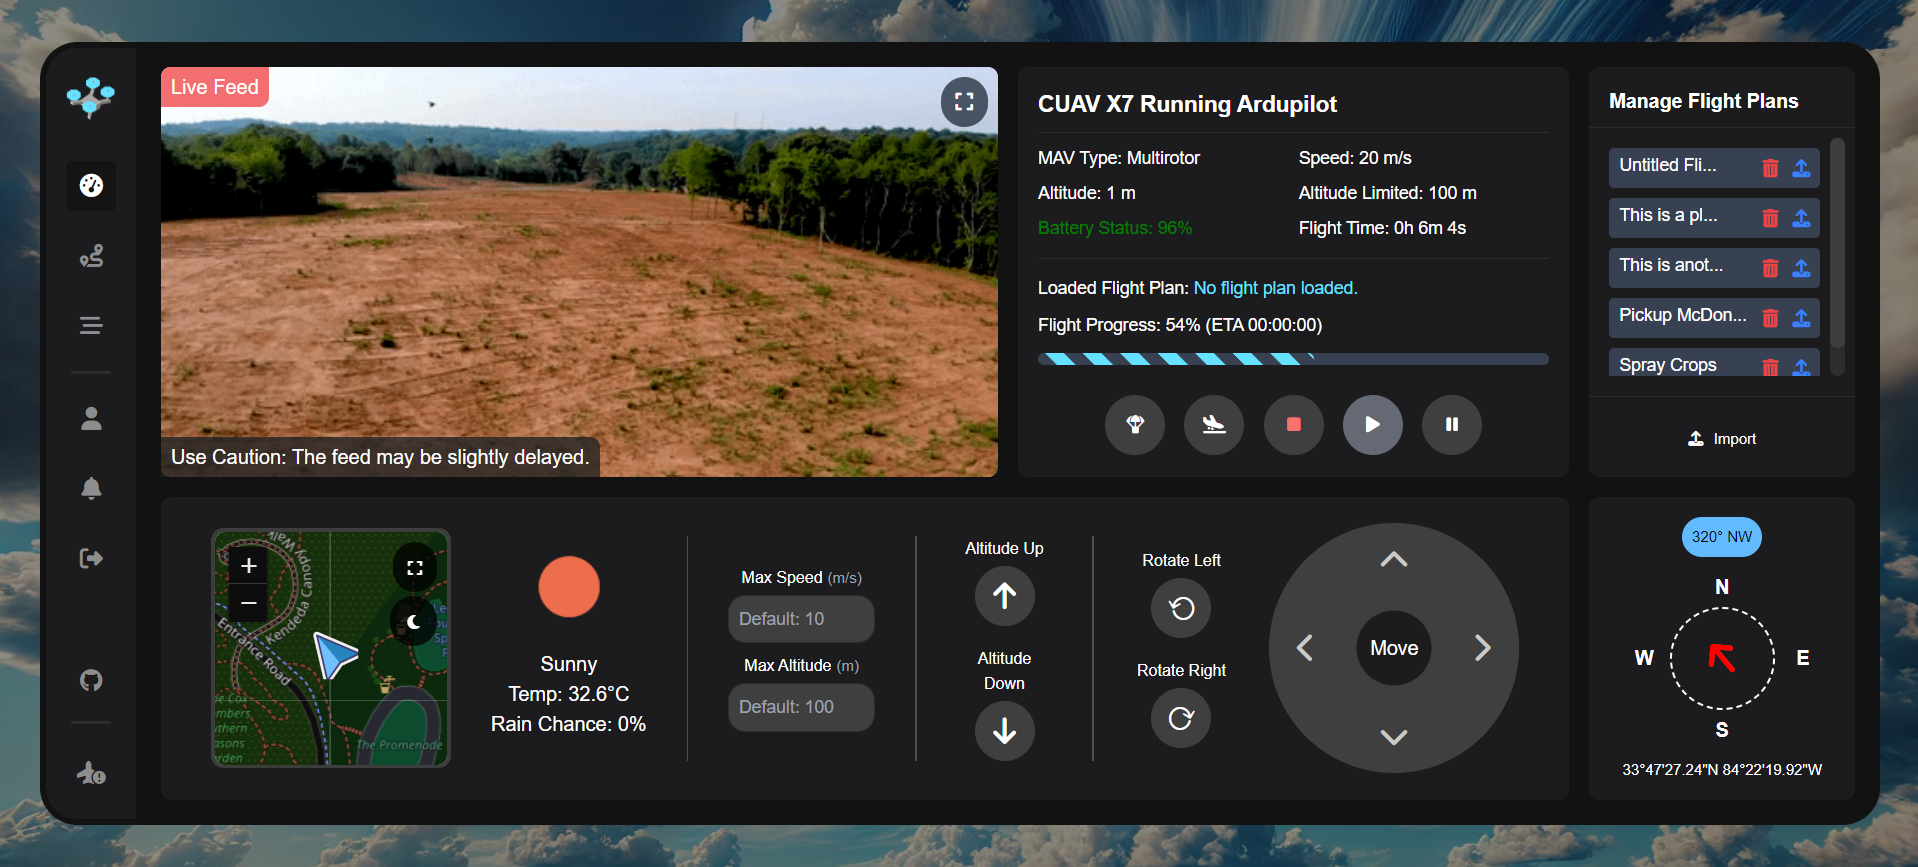 Live Feed
Use Caution: The feed may be slightly delayed.
CUAV X7 Running Ardupilot
MAV Type: Multirotor
Speed: 20 m/s
Altitude: 1 m
Altitude Limited: 100 m
Battery Status: 96%
Flight Time: 0h 6m 4s
Loaded Flight Plan: No flight plan loaded.
Flight Progress: 54% (ETA 00:00:00)
Manage Flight Plans
Untitled Fli...
This is a pl...
This is anot...
Pickup McDon...
Spray Crops
Import
+
−
Canopy Walk
Kendeda Canopy
Entrance Road
The Promenade
Sunny
Temp: 32.6°C
Rain Chance: 0%
Max Speed (m/s)
Default: 10
Max Altitude (m)
Default: 100
Altitude Up
Altitude
Down
Rotate Left
Rotate Right
Move
320° NW
N
W
E
S
33°47'27.24"N 84°22'19.92"W